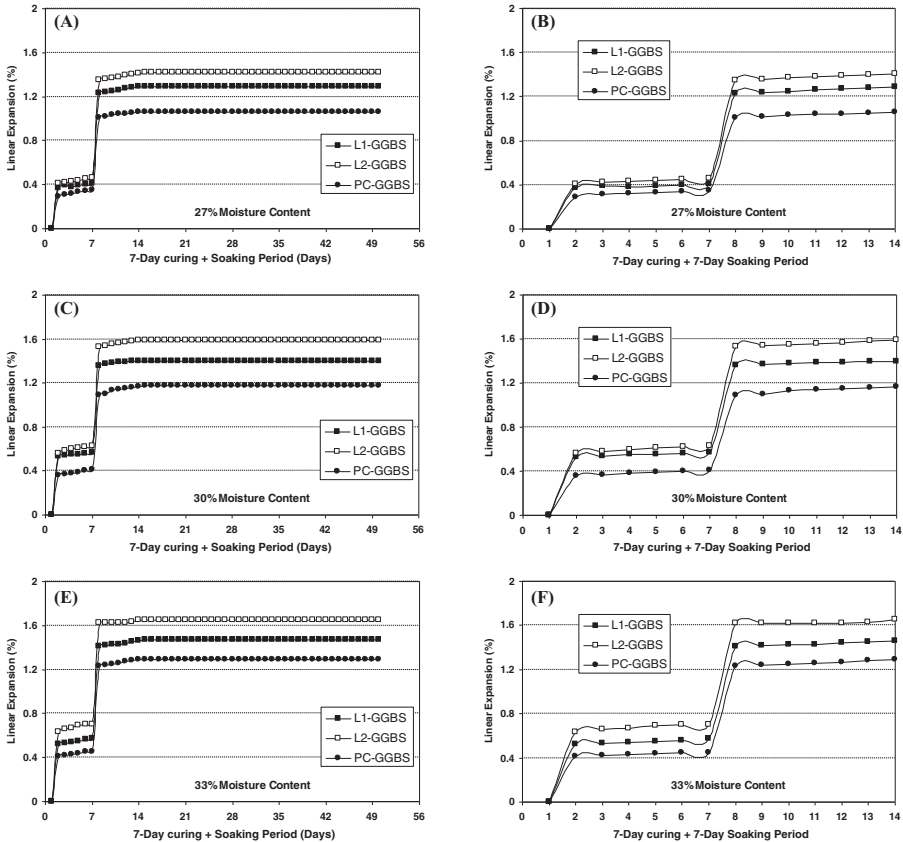 (A)
Linear Expansion (%)
2
1.6
1.2
0.8
0.4
0
L1-GGBS
L2-GGBS
PC-GGBS
27% Moisture Content
0 7 14 21 28 35 42 49 56
7-Day curing + Soaking Period (Days)
(B)
Linear Expansion (%)
2
1.6
1.2
0.8
0.4
0
L1-GGBS
L2-GGBS
PC-GGBS
27% Moisture Content
0 1 2 3 4 5 6 7 8 9 10 11 12 13 14
7-Day curing + 7-Day Soaking Period
(C)
Linear Expansion (%)
2
1.6
1.2
0.8
0.4
0
L1-GGBS
L2-GGBS
PC-GGBS
30% Moisture Content
0 7 14 21 28 35 42 49 56
7-Day curing + Soaking Period (Days)
(D)
Linear Expansion (%)
2
1.6
1.2
0.8
0.4
0
L1-GGBS
L2-GGBS
PC-GGBS
30% Moisture Content
0 1 2 3 4 5 6 7 8 9 10 11 12 13 14
7-Day curing + 7-Day Soaking Period
(E)
Linear Expansion (%)
2
1.6
1.2
0.8
0.4
0
L1-GGBS
L2-GGBS
PC-GGBS
33% Moisture Content
0 7 14 21 28 35 42 49 56
7-Day curing + Soaking Period (Days)
(F)
Linear Expansion (%)
2
1.6
1.2
0.8
0.4
0
L1-GGBS
L2-GGBS
PC-GGBS
33% Moisture Content
0 1 2 3 4 5 6 7 8 9 10 11 12 13 14
7-Day curing + 7-Day Soaking Period